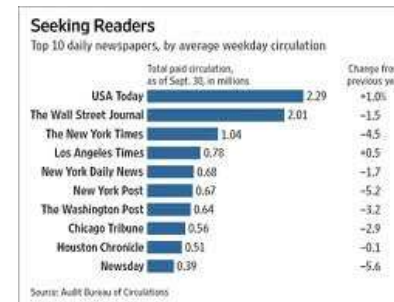 Seeking Readers
Top 10 daily newspapers, by average weekday circulation
Total paid circulation, Change from
as of Sept. 30, in millions previous ye
USA Today 2.29 +1.0%
The Wall Street Journal 2.01 −1.5
The New York Times 1.04 −4.5
Los Angeles Times 0.78 +0.5
New York Daily News 0.68 −1.7
New York Post 0.67 −5.2
The Washington Post 0.64 −3.2
Chicago Tribune 0.56 −2.9
Houston Chronicle 0.51 −0.1
Newsday 0.39 −5.6
Source: Audit Bureau of Circulations